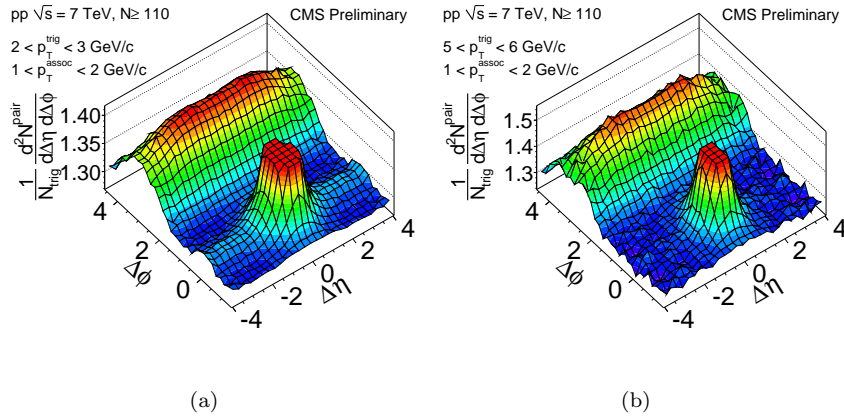 pp √s = 7 TeV, N≥ 110
CMS Preliminary
2 < p_T^trig < 3 GeV/c
1 < p_T^assoc < 2 GeV/c
1.40
1.35
1.30
1/N_trig d²N^pair/dΔη dΔφ
4
2
0
Δφ
-4
-2
0
2
4
Δη
(a)
pp √s = 7 TeV, N≥ 110
CMS Preliminary
5 < p_T^trig < 6 GeV/c
1 < p_T^assoc < 2 GeV/c
1.5
1.4
1.3
1/N_trig d²N^pair/dΔη dΔφ
4
2
0
Δφ
-4
-2
0
2
4
Δη
(b)